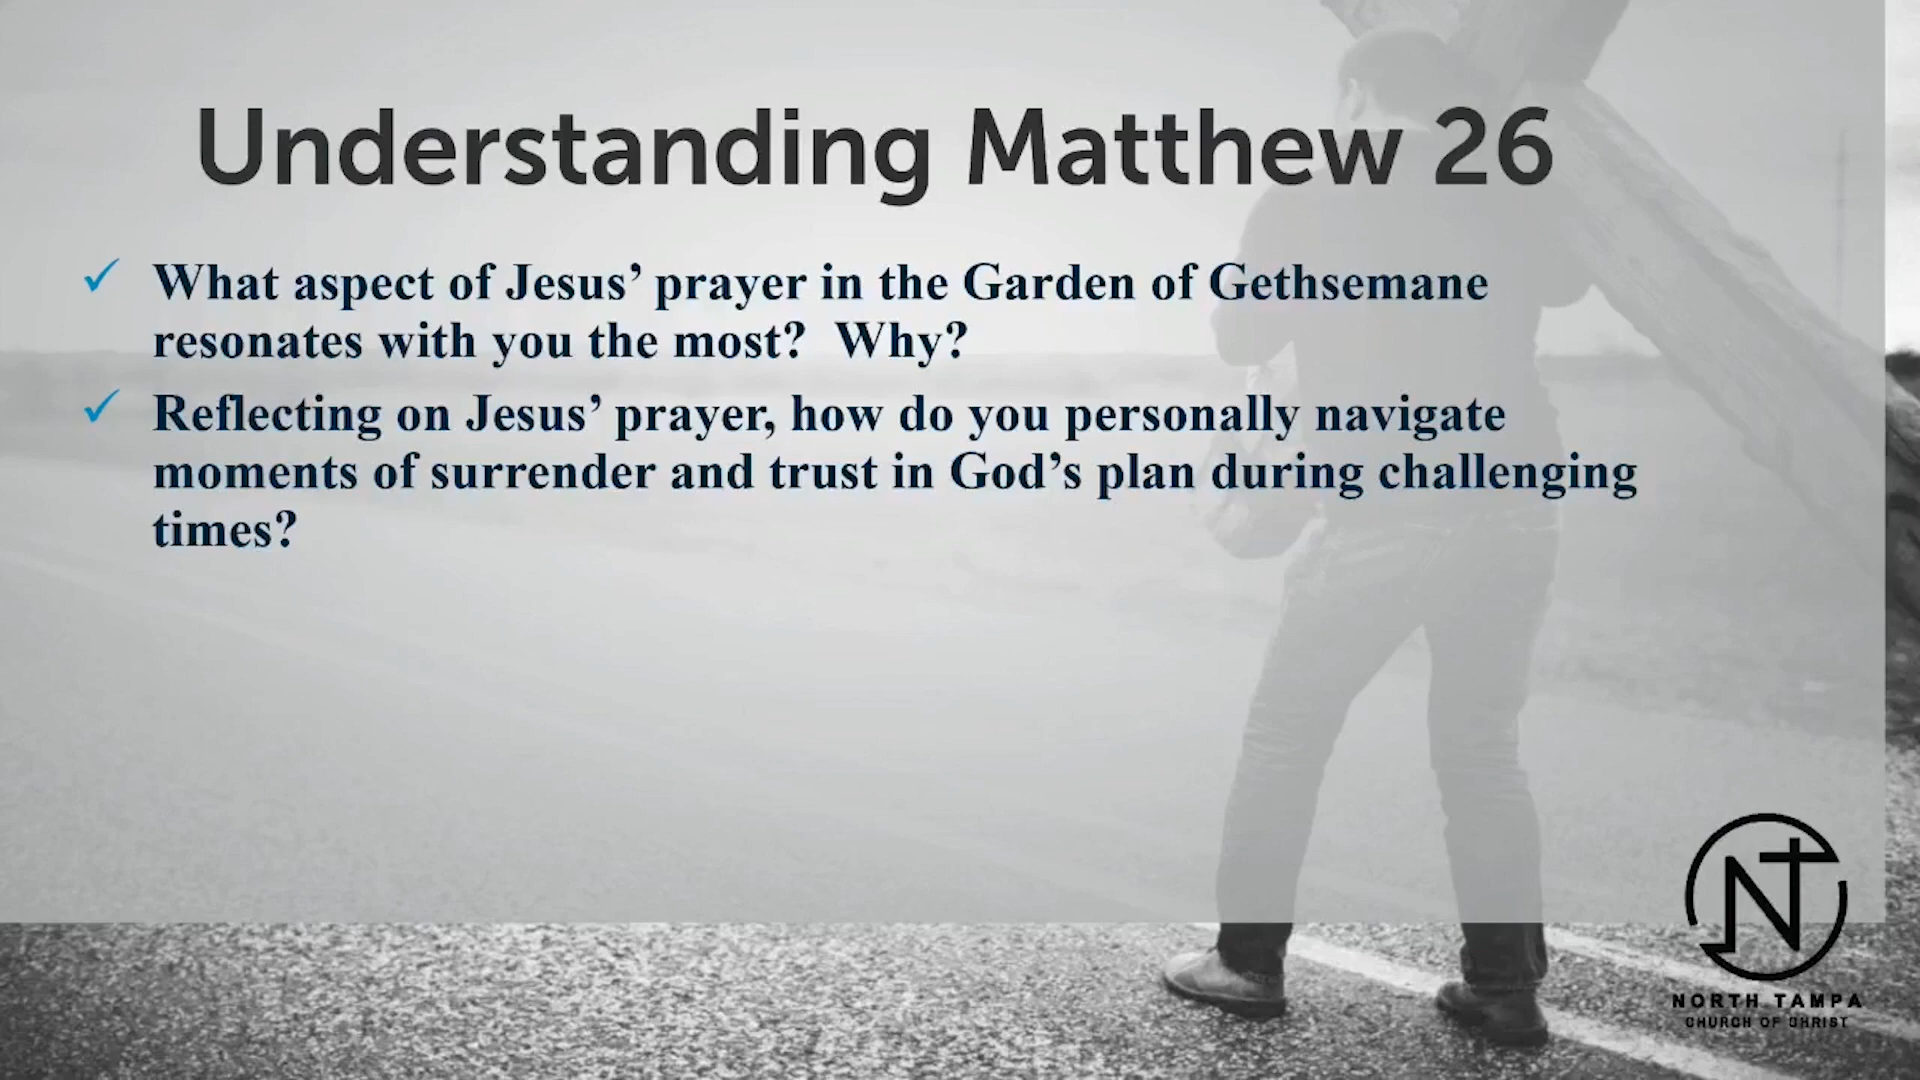 Understanding Matthew 26
What aspect of Jesus’ prayer in the Garden of Gethsemane
resonates with you the most?  Why?
Reflecting on Jesus’ prayer, how do you personally navigate
moments of surrender and trust in God’s plan during challenging
times?
NORTH TAMPA
CHURCH OF CHRIST